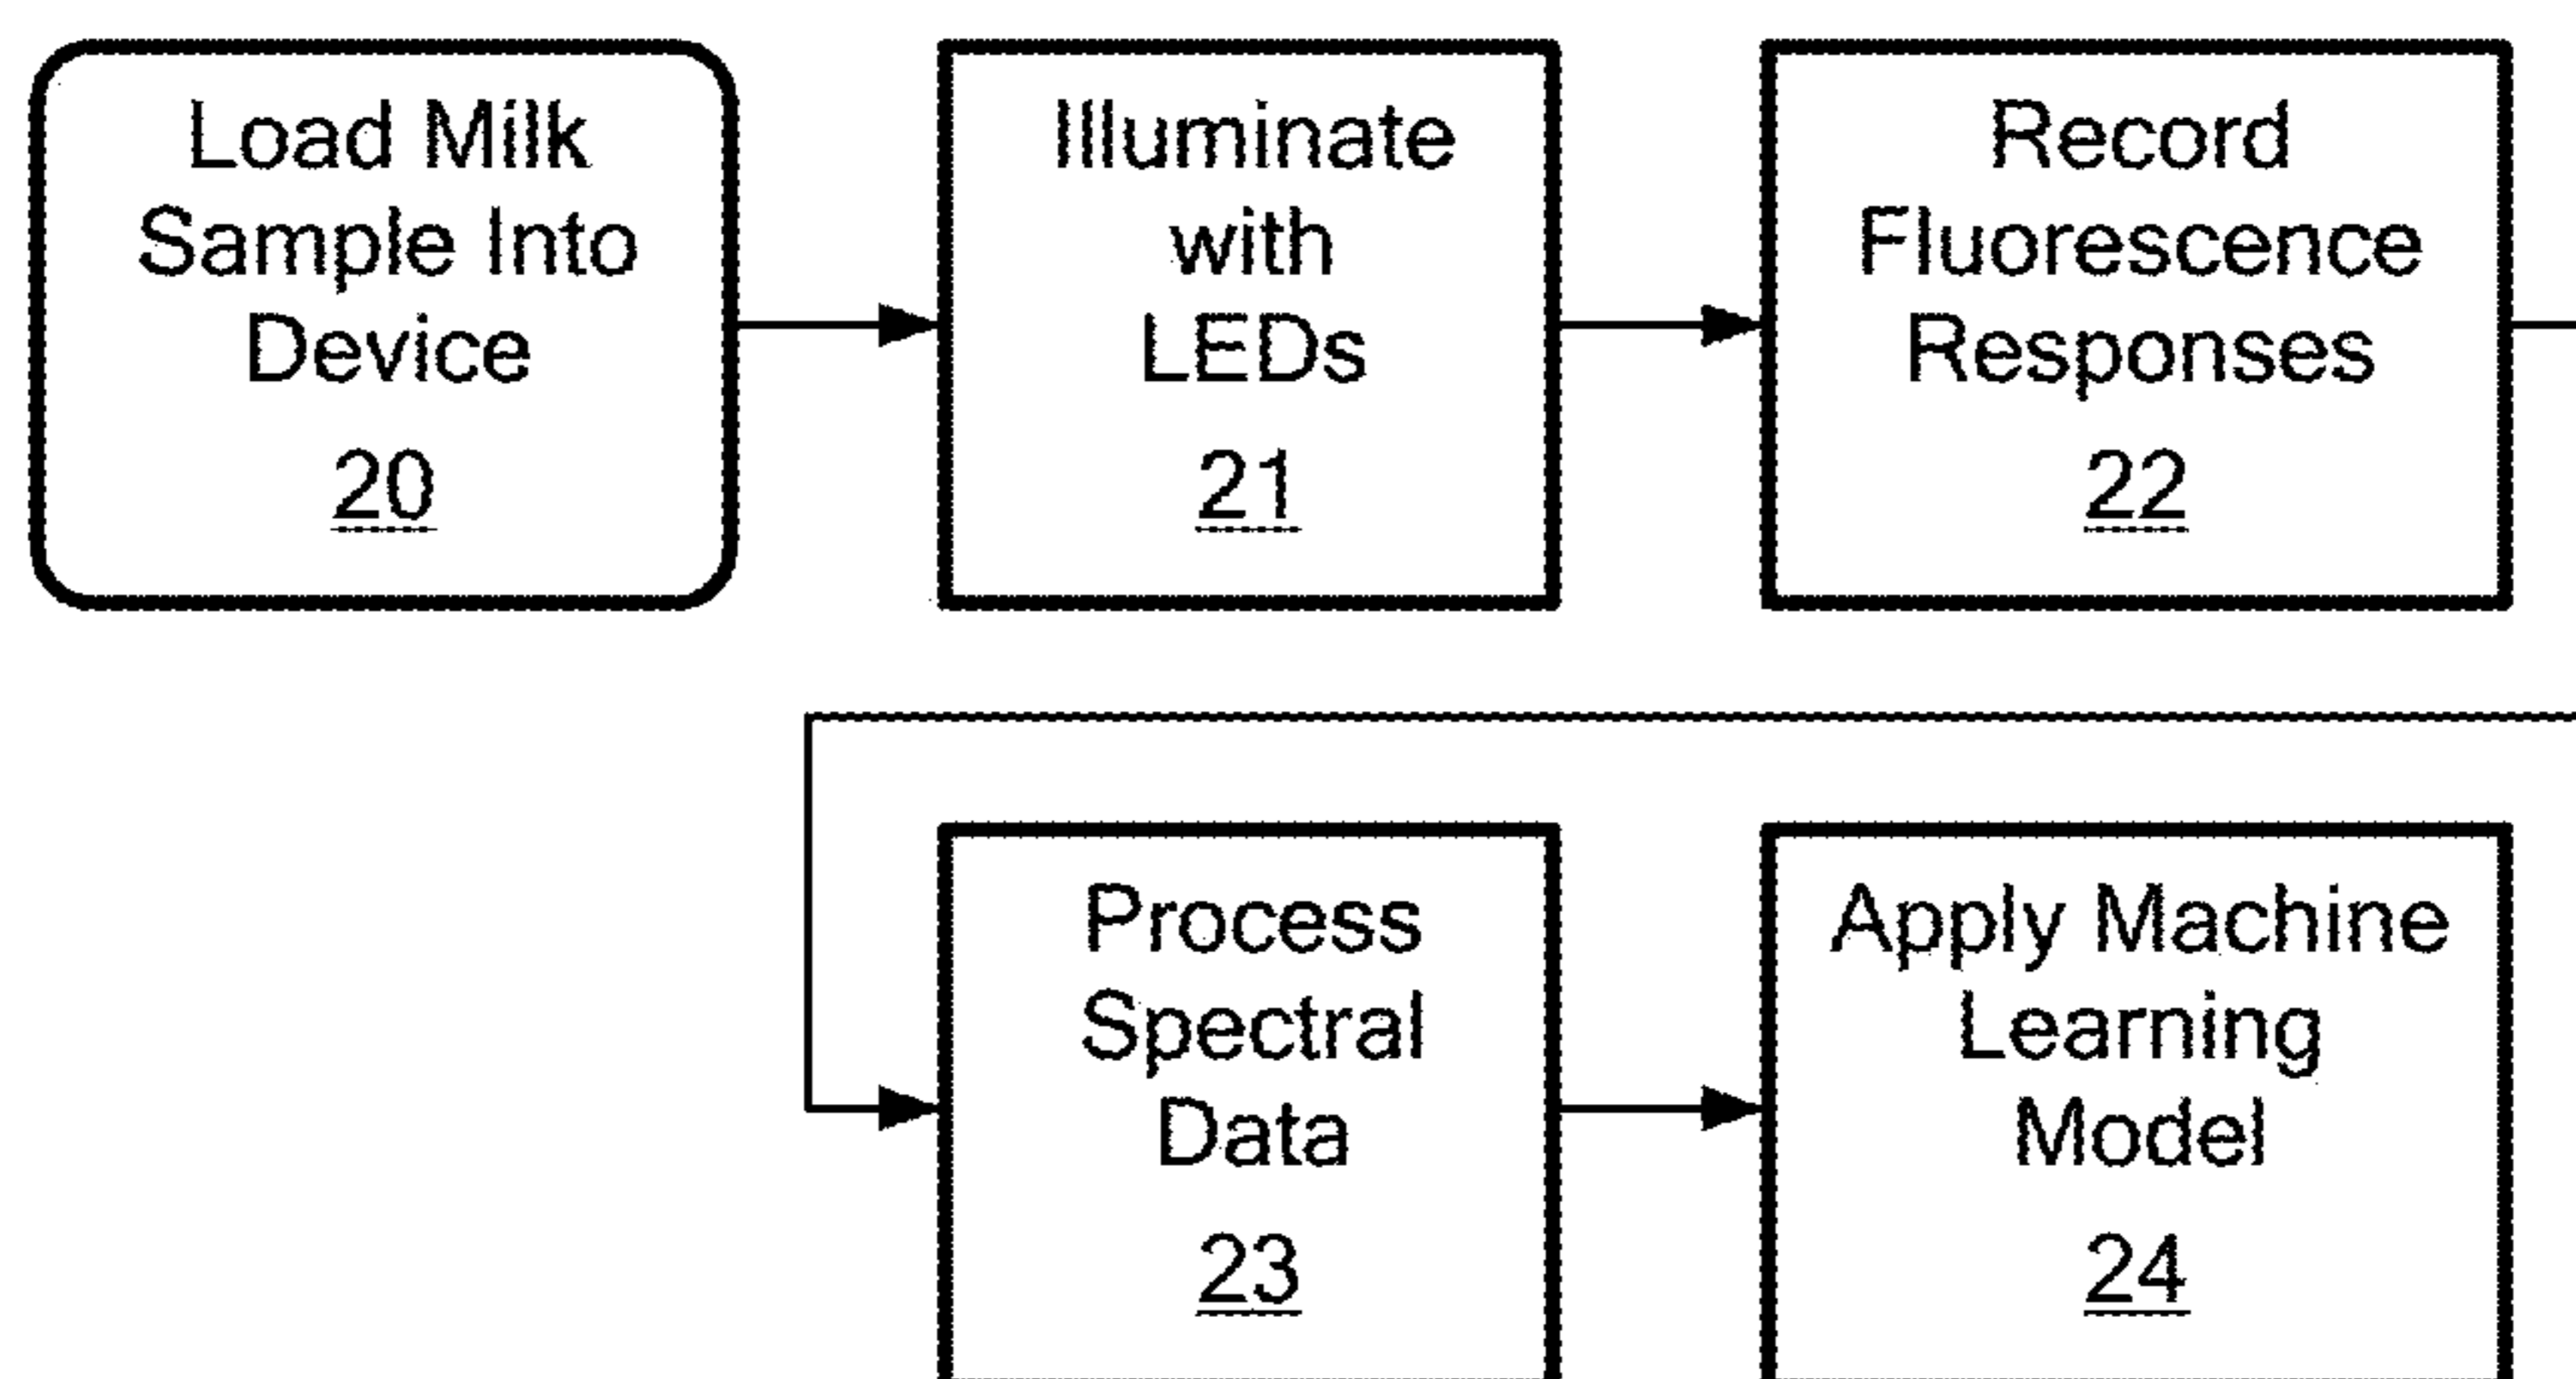 Load Milk
Sample Into
Device
20
Illuminate
with
LEDs
21
Record
Fluorescence
Responses
22
Process
Spectral
Data
23
Apply Machine
Learning
Model
24